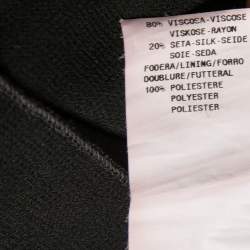 80% VISCOSA-VISCOSE
VISKOSE-RAYON
20% SETA-SILK-SEIDE
SOIE-SEDA
FODERA/LINING/FORRO
DOUBLURE/FUTTERAL
100% POLIESTERE
POLYESTER
POLIESTER